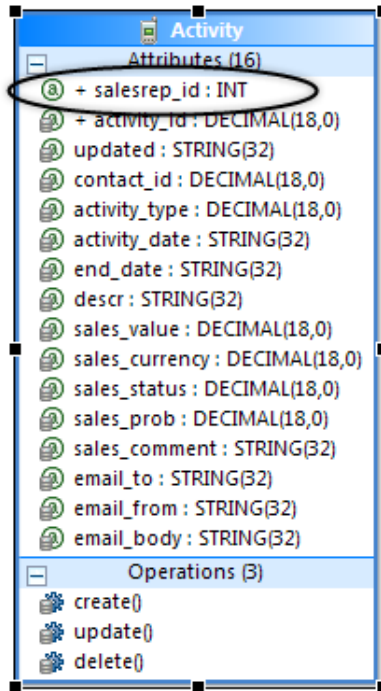 Activity
Attributes (16)
+ salesrep_id : INT
+ activity_id : DECIMAL(18,0)
updated : STRING(32)
contact_id : DECIMAL(18,0)
activity_type : DECIMAL(18,0)
activity_date : STRING(32)
end_date : STRING(32)
descr : STRING(32)
sales_value : DECIMAL(18,0)
sales_currency : DECIMAL(18,0)
sales_status : DECIMAL(18,0)
sales_prob : DECIMAL(18,0)
sales_comment : STRING(32)
email_to : STRING(32)
email_from : STRING(32)
email_body : STRING(32)
Operations (3)
create()
update()
delete()